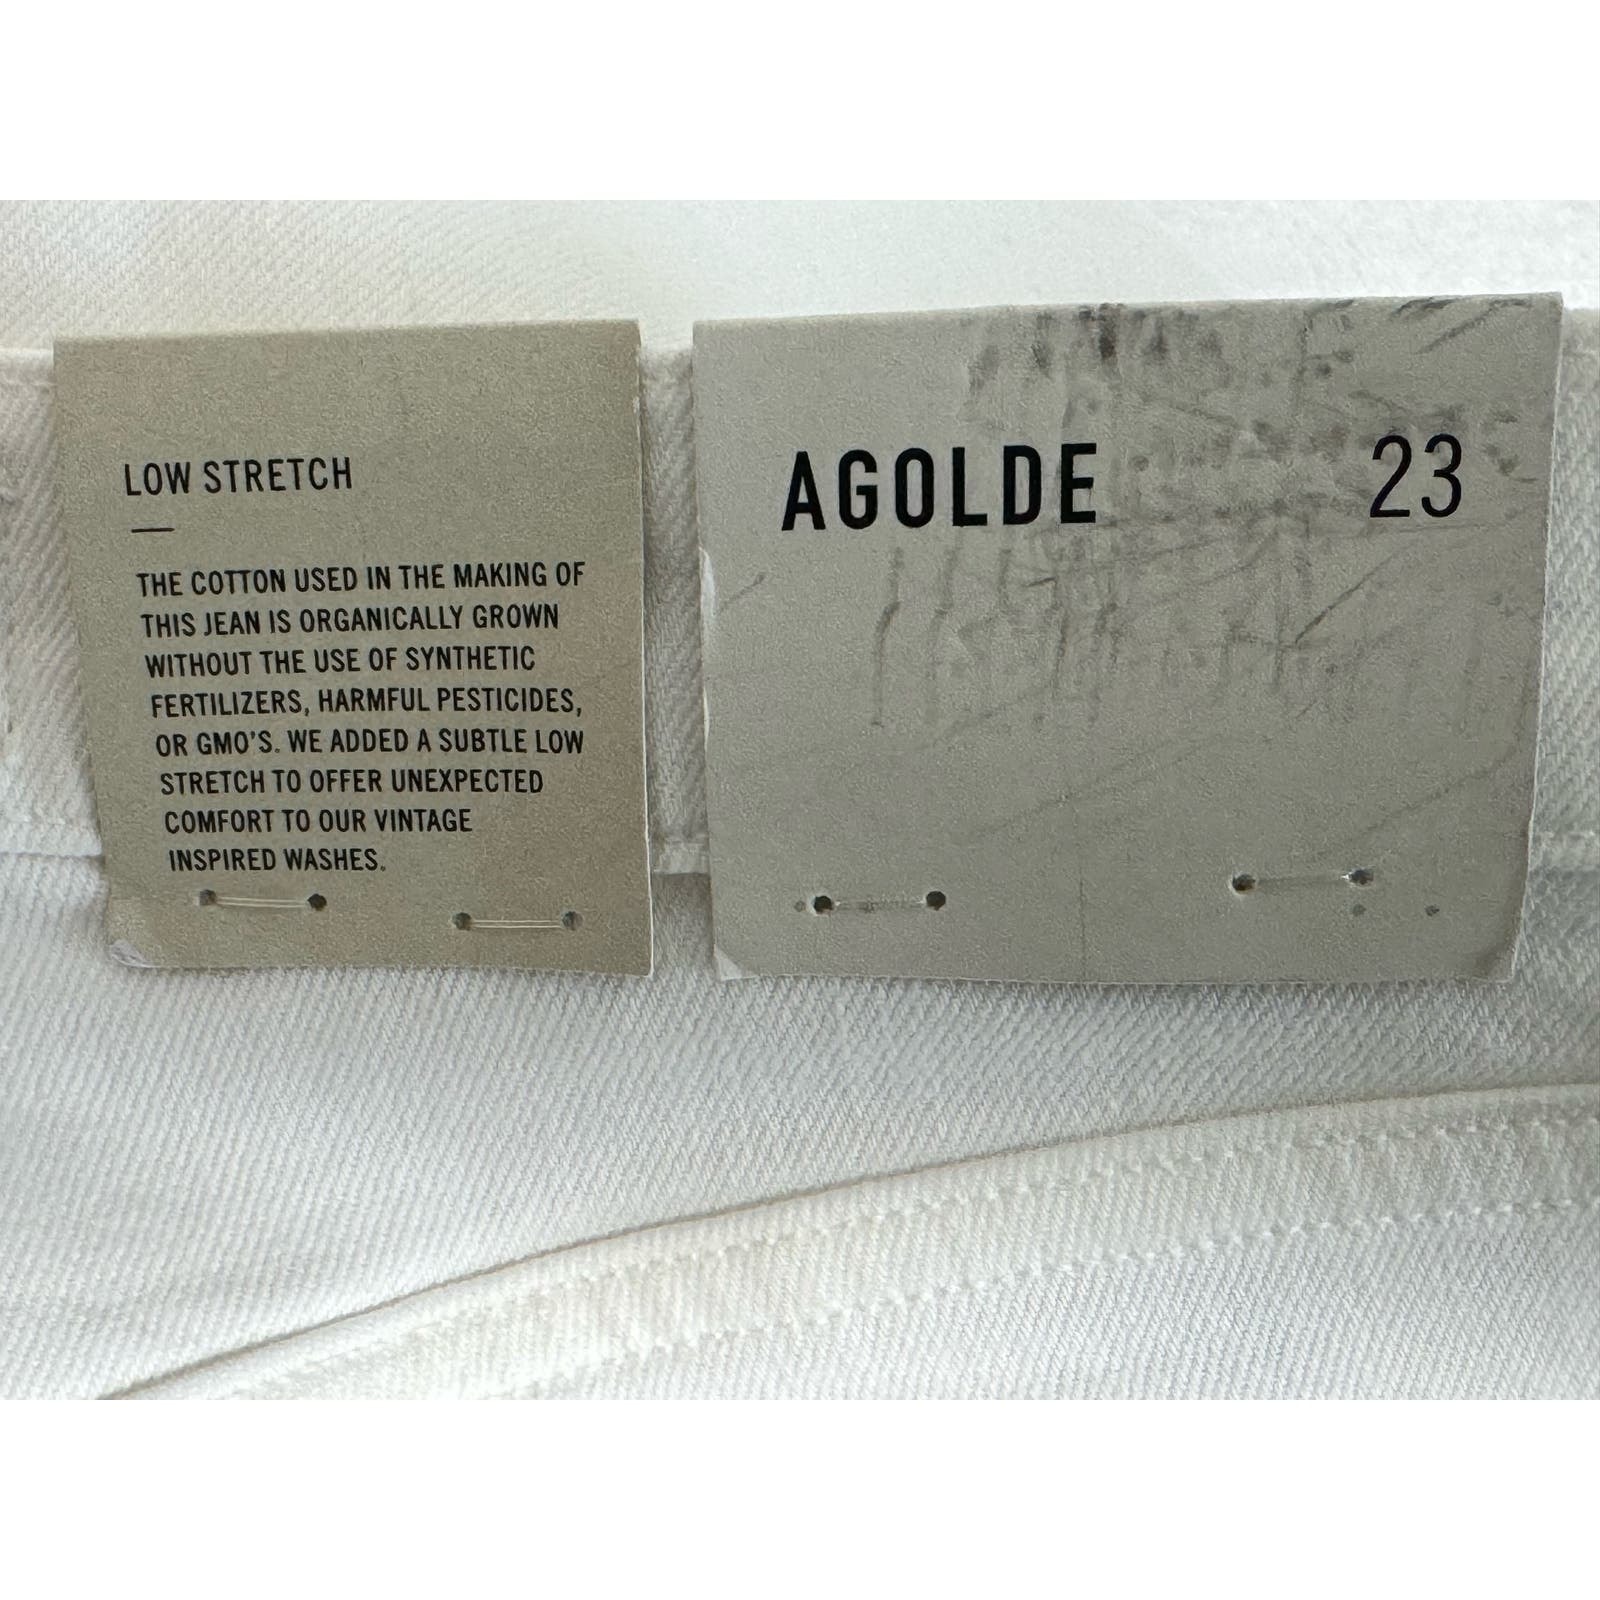 LOW STRETCH
THE COTTON USED IN THE MAKING OF
THIS JEAN IS ORGANICALLY GROWN
WITHOUT THE USE OF SYNTHETIC
FERTILIZERS, HARMFUL PESTICIDES,
OR GMO'S. WE ADDED A SUBTLE LOW
STRETCH TO OFFER UNEXPECTED
COMFORT TO OUR VINTAGE
INSPIRED WASHES.
AGOLDE 23